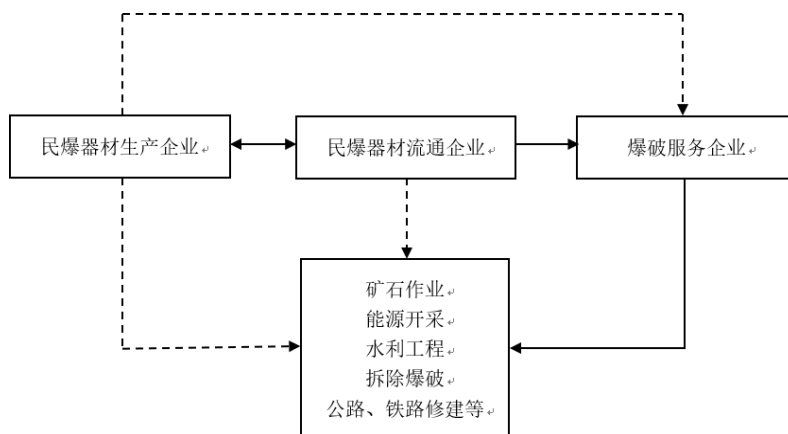 民爆器材生产企业
民爆器材流通企业
爆破服务企业
矿石作业
能源开采
水利工程
拆除爆破
公路、铁路修建等